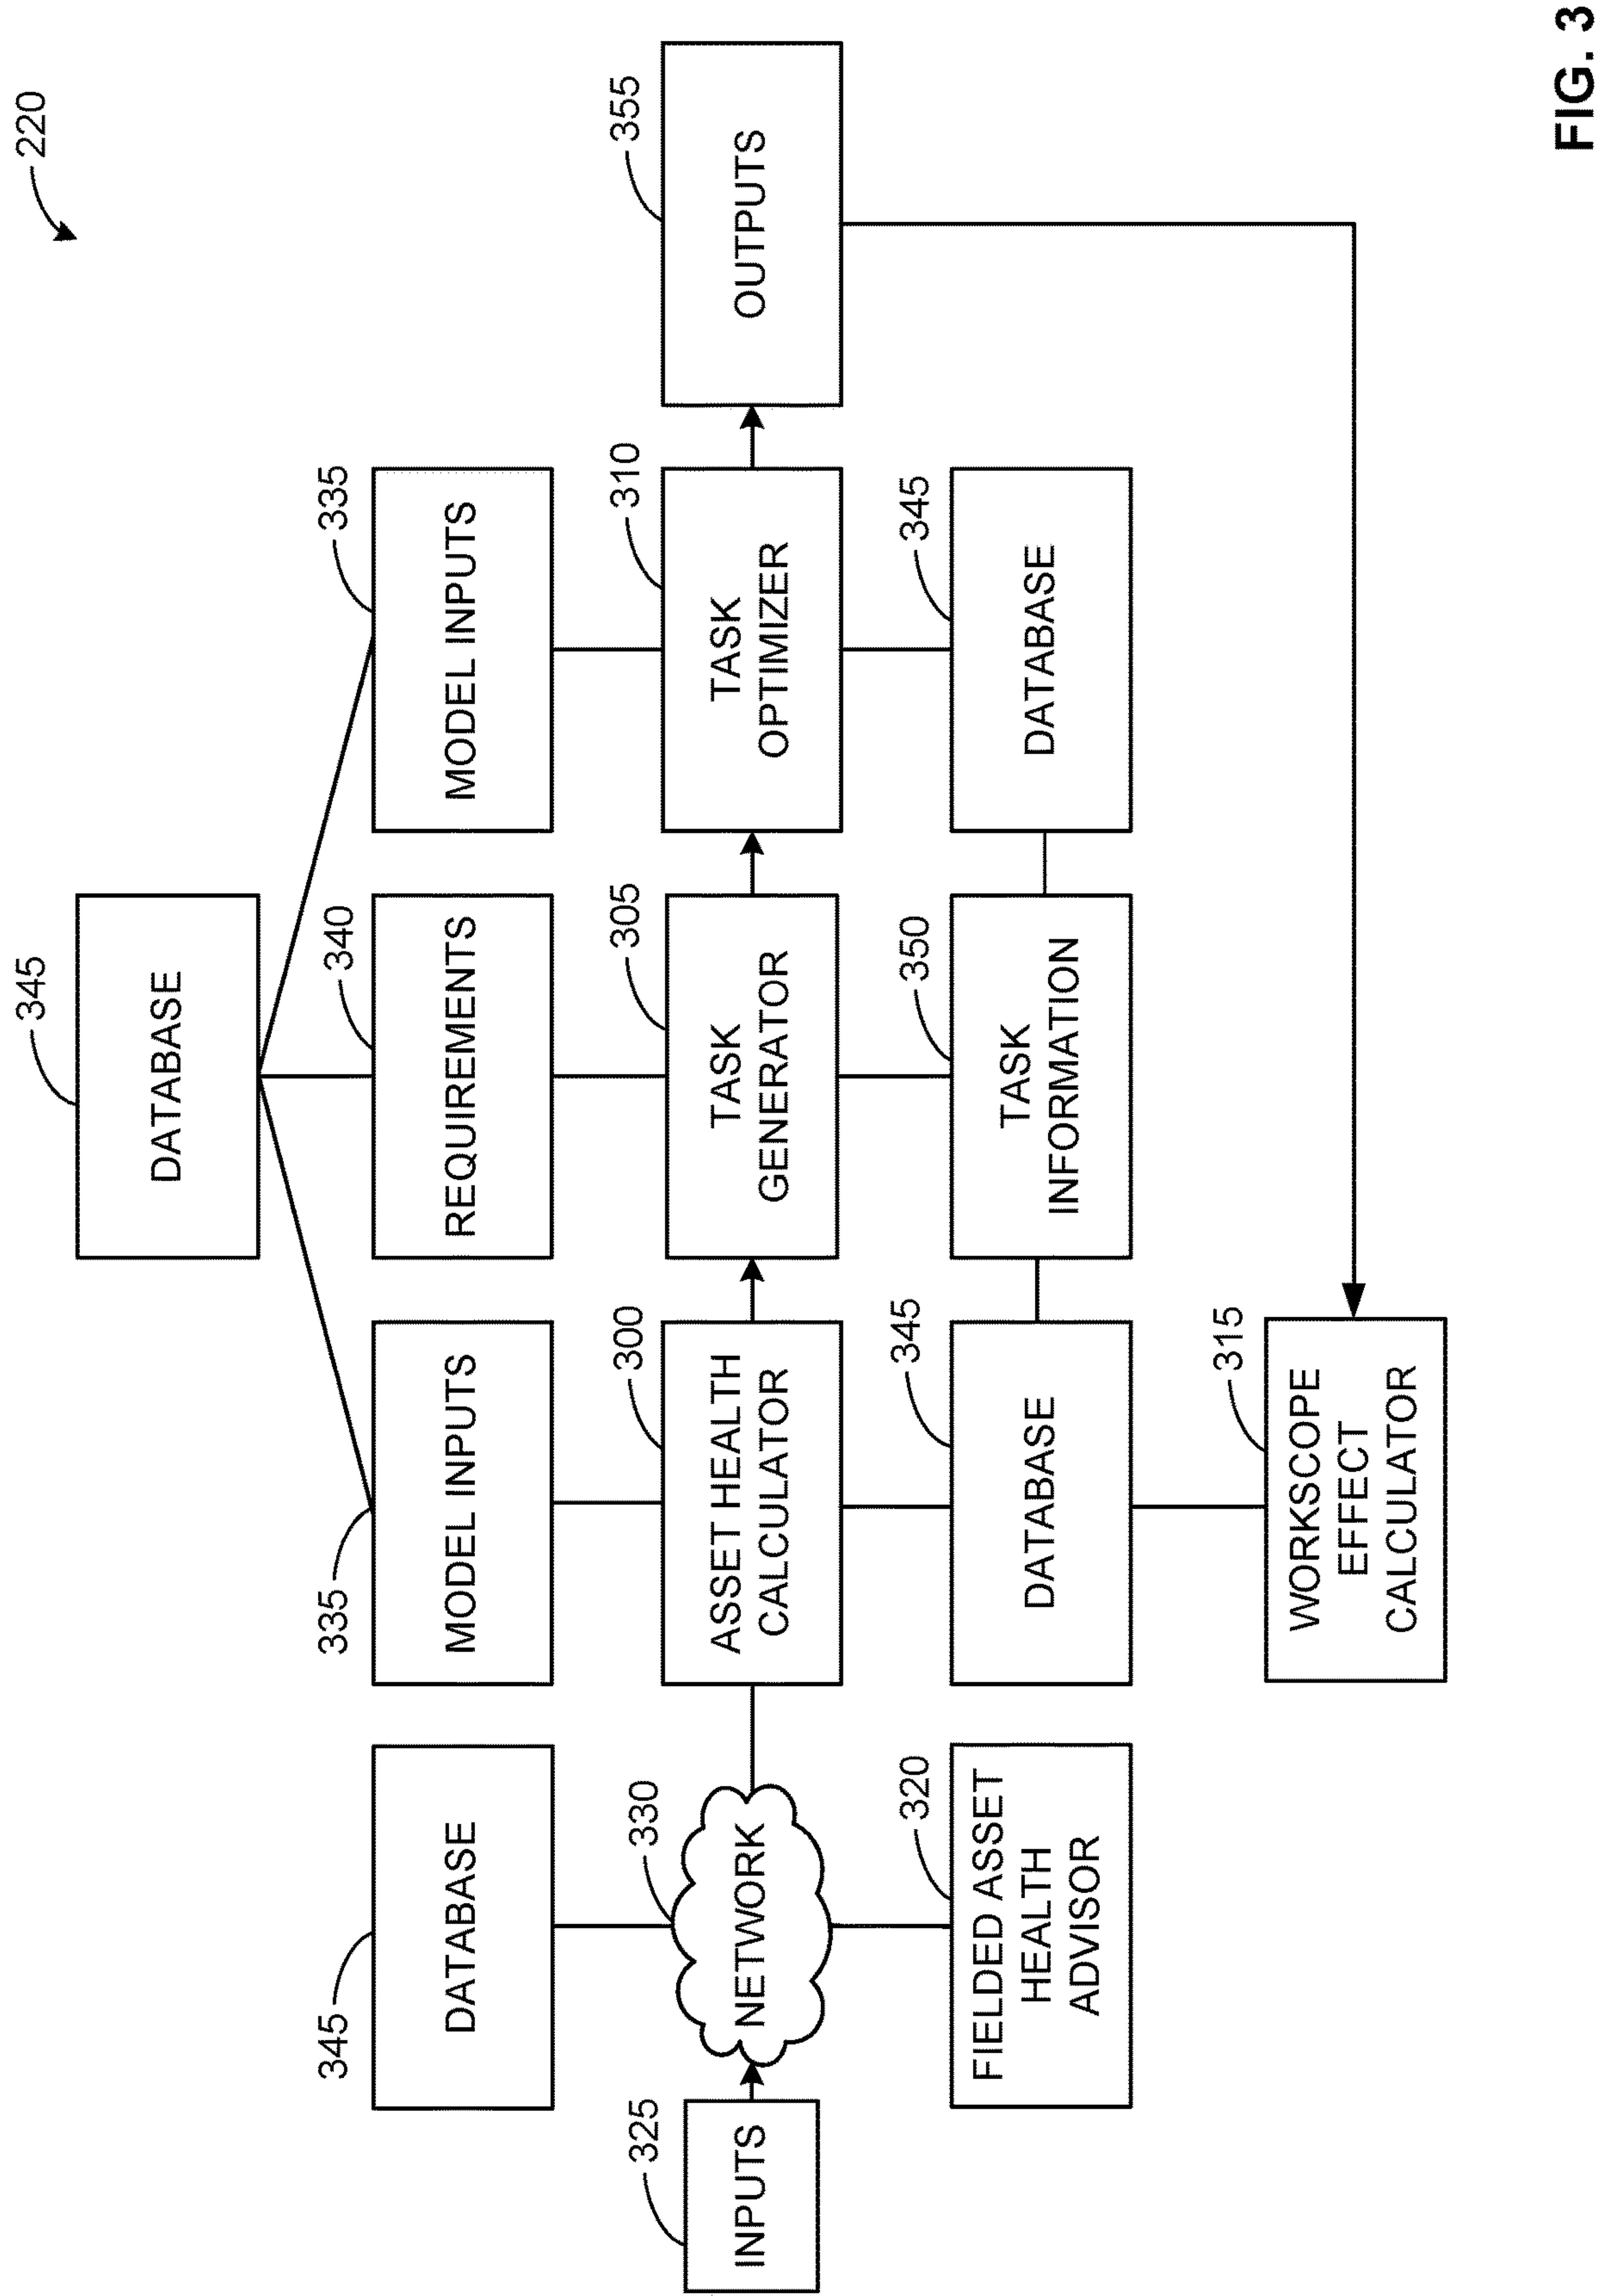 220
345
DATABASE
345
DATABASE
335
MODEL INPUTS
340
REQUIREMENTS
335
MODEL INPUTS
325
INPUTS
330
NETWORK
300
ASSET HEALTH
CALCULATOR
305
TASK
GENERATOR
310
TASK
OPTIMIZER
355
OUTPUTS
320
FIELDED ASSET
HEALTH
ADVISOR
345
DATABASE
350
TASK
INFORMATION
345
DATABASE
315
WORKSCOPE
EFFECT
CALCULATOR
FIG. 3